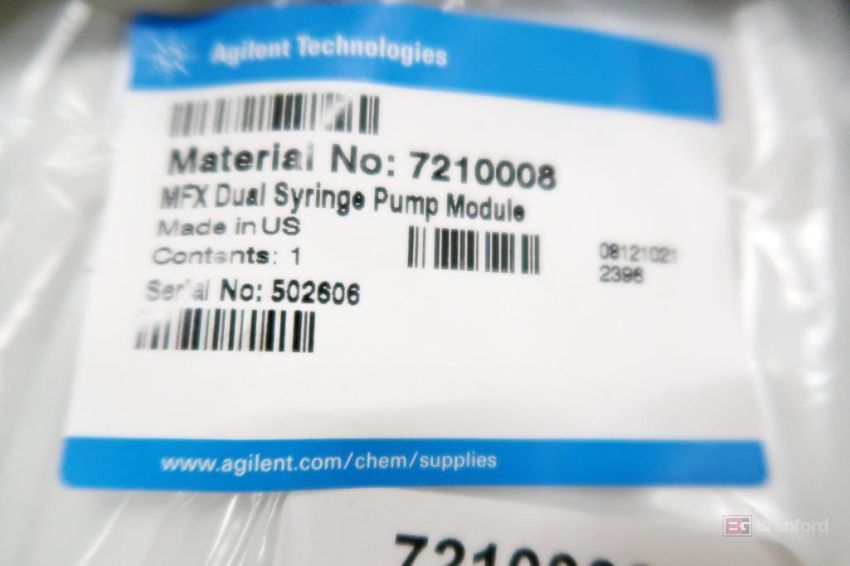 Agilent Technologies
Material No: 7210008
MFX Dual Syringe Pump Module
Made in US
Contents: 1
08121021
2396
Serial No: 502606
www.agilent.com/chem/supplies
Branford